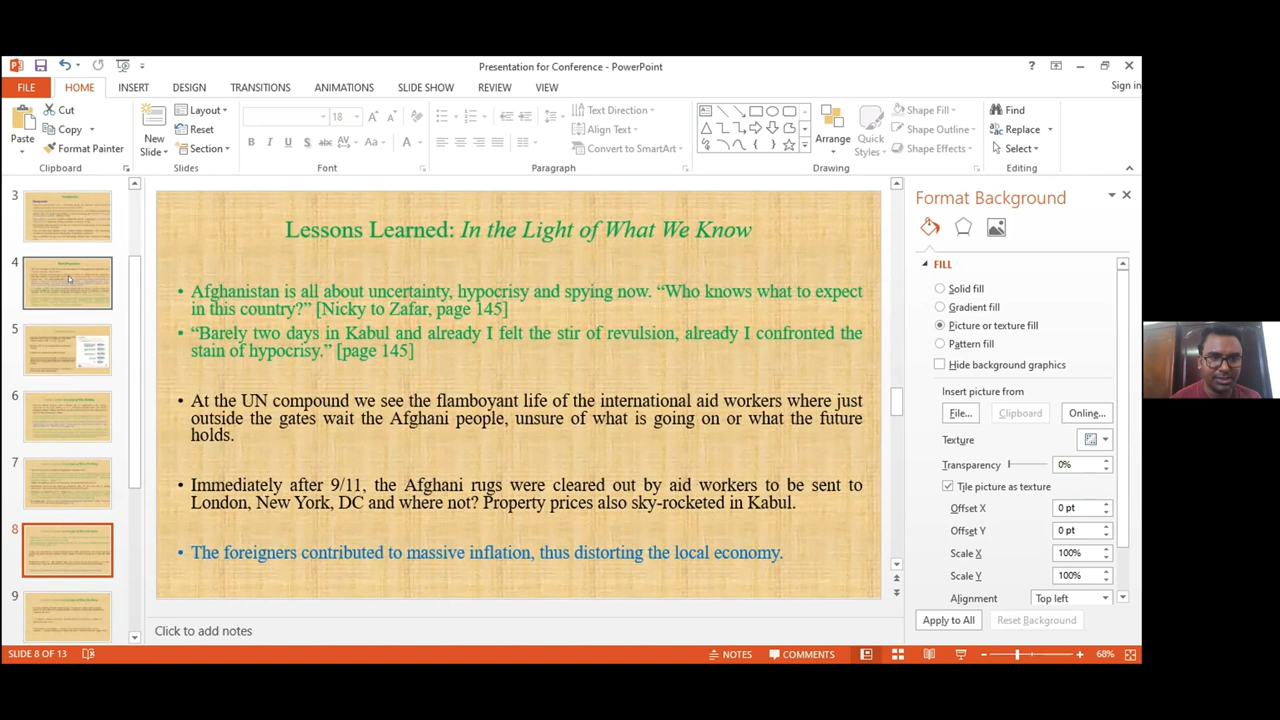 Presentation for Conference - PowerPoint
Sign in
FILE HOME INSERT DESIGN TRANSITIONS ANIMATIONS SLIDE SHOW REVIEW VIEW
Paste
Cut
Copy
Format Painter
Clipboard
New Slide
Layout
Reset
Section
Slides
18
Font
Text Direction
Align Text
Convert to SmartArt
Paragraph
Arrange
Quick Styles
Shape Fill
Shape Outline
Shape Effects
Drawing
Find
Replace
Select
Editing
3
4
5
6
7
8
9
Lessons Learned: In the Light of What We Know
• Afghanistan is all about uncertainty, hypocrisy and spying now. “Who knows what to expect
in this country?” [Nicky to Zafar, page 145]
• “Barely two days in Kabul and already I felt the stir of revulsion, already I confronted the
stain of hypocrisy.” [page 145]
• At the UN compound we see the flamboyant life of the international aid workers where just
outside the gates wait the Afghani people, unsure of what is going on or what the future
holds.
• Immediately after 9/11, the Afghani rugs were cleared out by aid workers to be sent to
London, New York, DC and where not? Property prices also sky-rocketed in Kabul.
• The foreigners contributed to massive inflation, thus distorting the local economy.
Click to add notes
Format Background
FILL
Solid fill
Gradient fill
Picture or texture fill
Pattern fill
Hide background graphics
Insert picture from
File... Clipboard Online...
Texture
Transparency 0%
Tile picture as texture
Offset X 0 pt
Offset Y 0 pt
Scale X 100%
Scale Y 100%
Alignment Top left
Apply to All Reset Background
SLIDE 8 OF 13
NOTES COMMENTS 68%